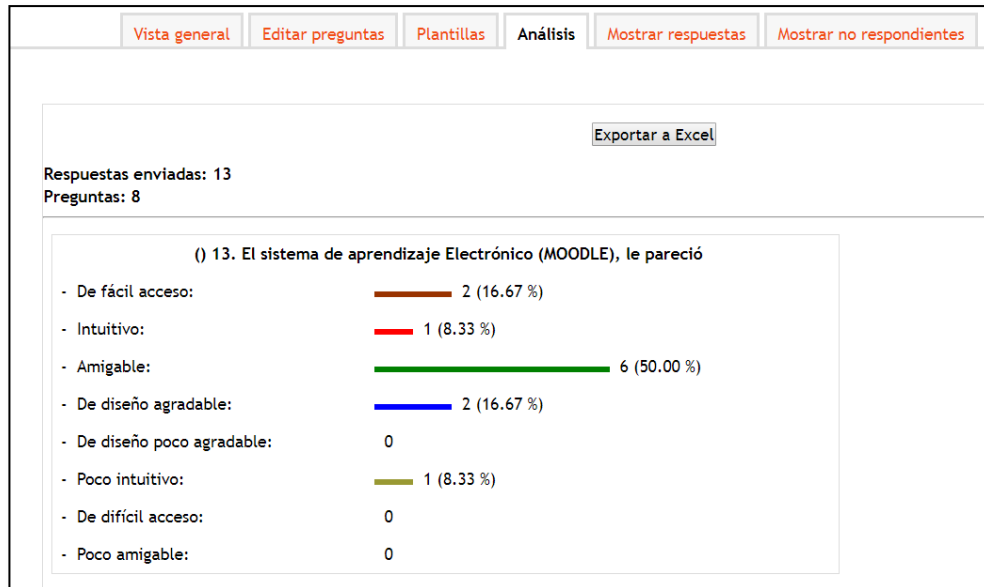 Vista general Editar preguntas Plantillas Análisis Mostrar respuestas Mostrar no respondientes
Exportar a Excel
Respuestas enviadas: 13
Preguntas: 8
() 13. El sistema de aprendizaje Electrónico (MOODLE), le pareció
- De fácil acceso: 2 (16.67 %)
- Intuitivo: 1 (8.33 %)
- Amigable: 6 (50.00 %)
- De diseño agradable: 2 (16.67 %)
- De diseño poco agradable: 0
- Poco intuitivo: 1 (8.33 %)
- De difícil acceso: 0
- Poco amigable: 0